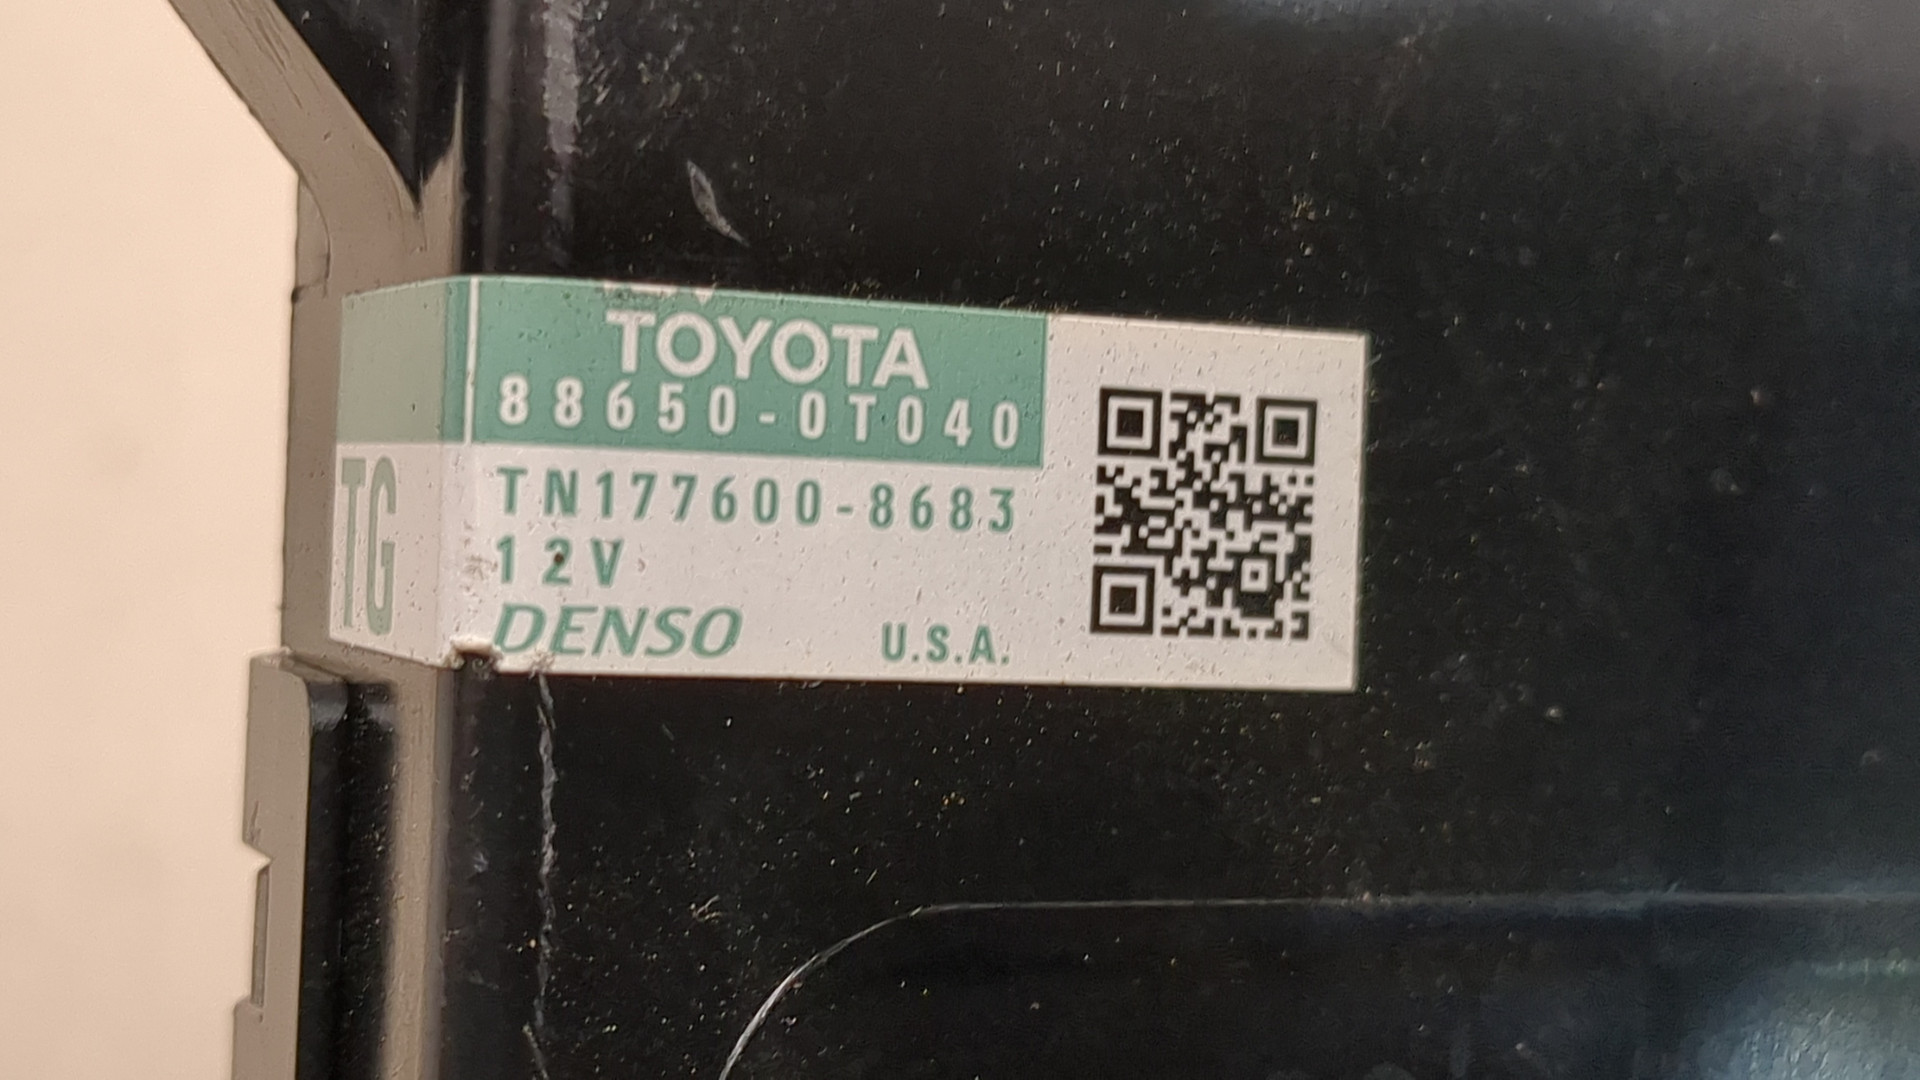 TOYOTA
88650-0T040
TG
TN177600-8683
12V
DENSO U.S.A.